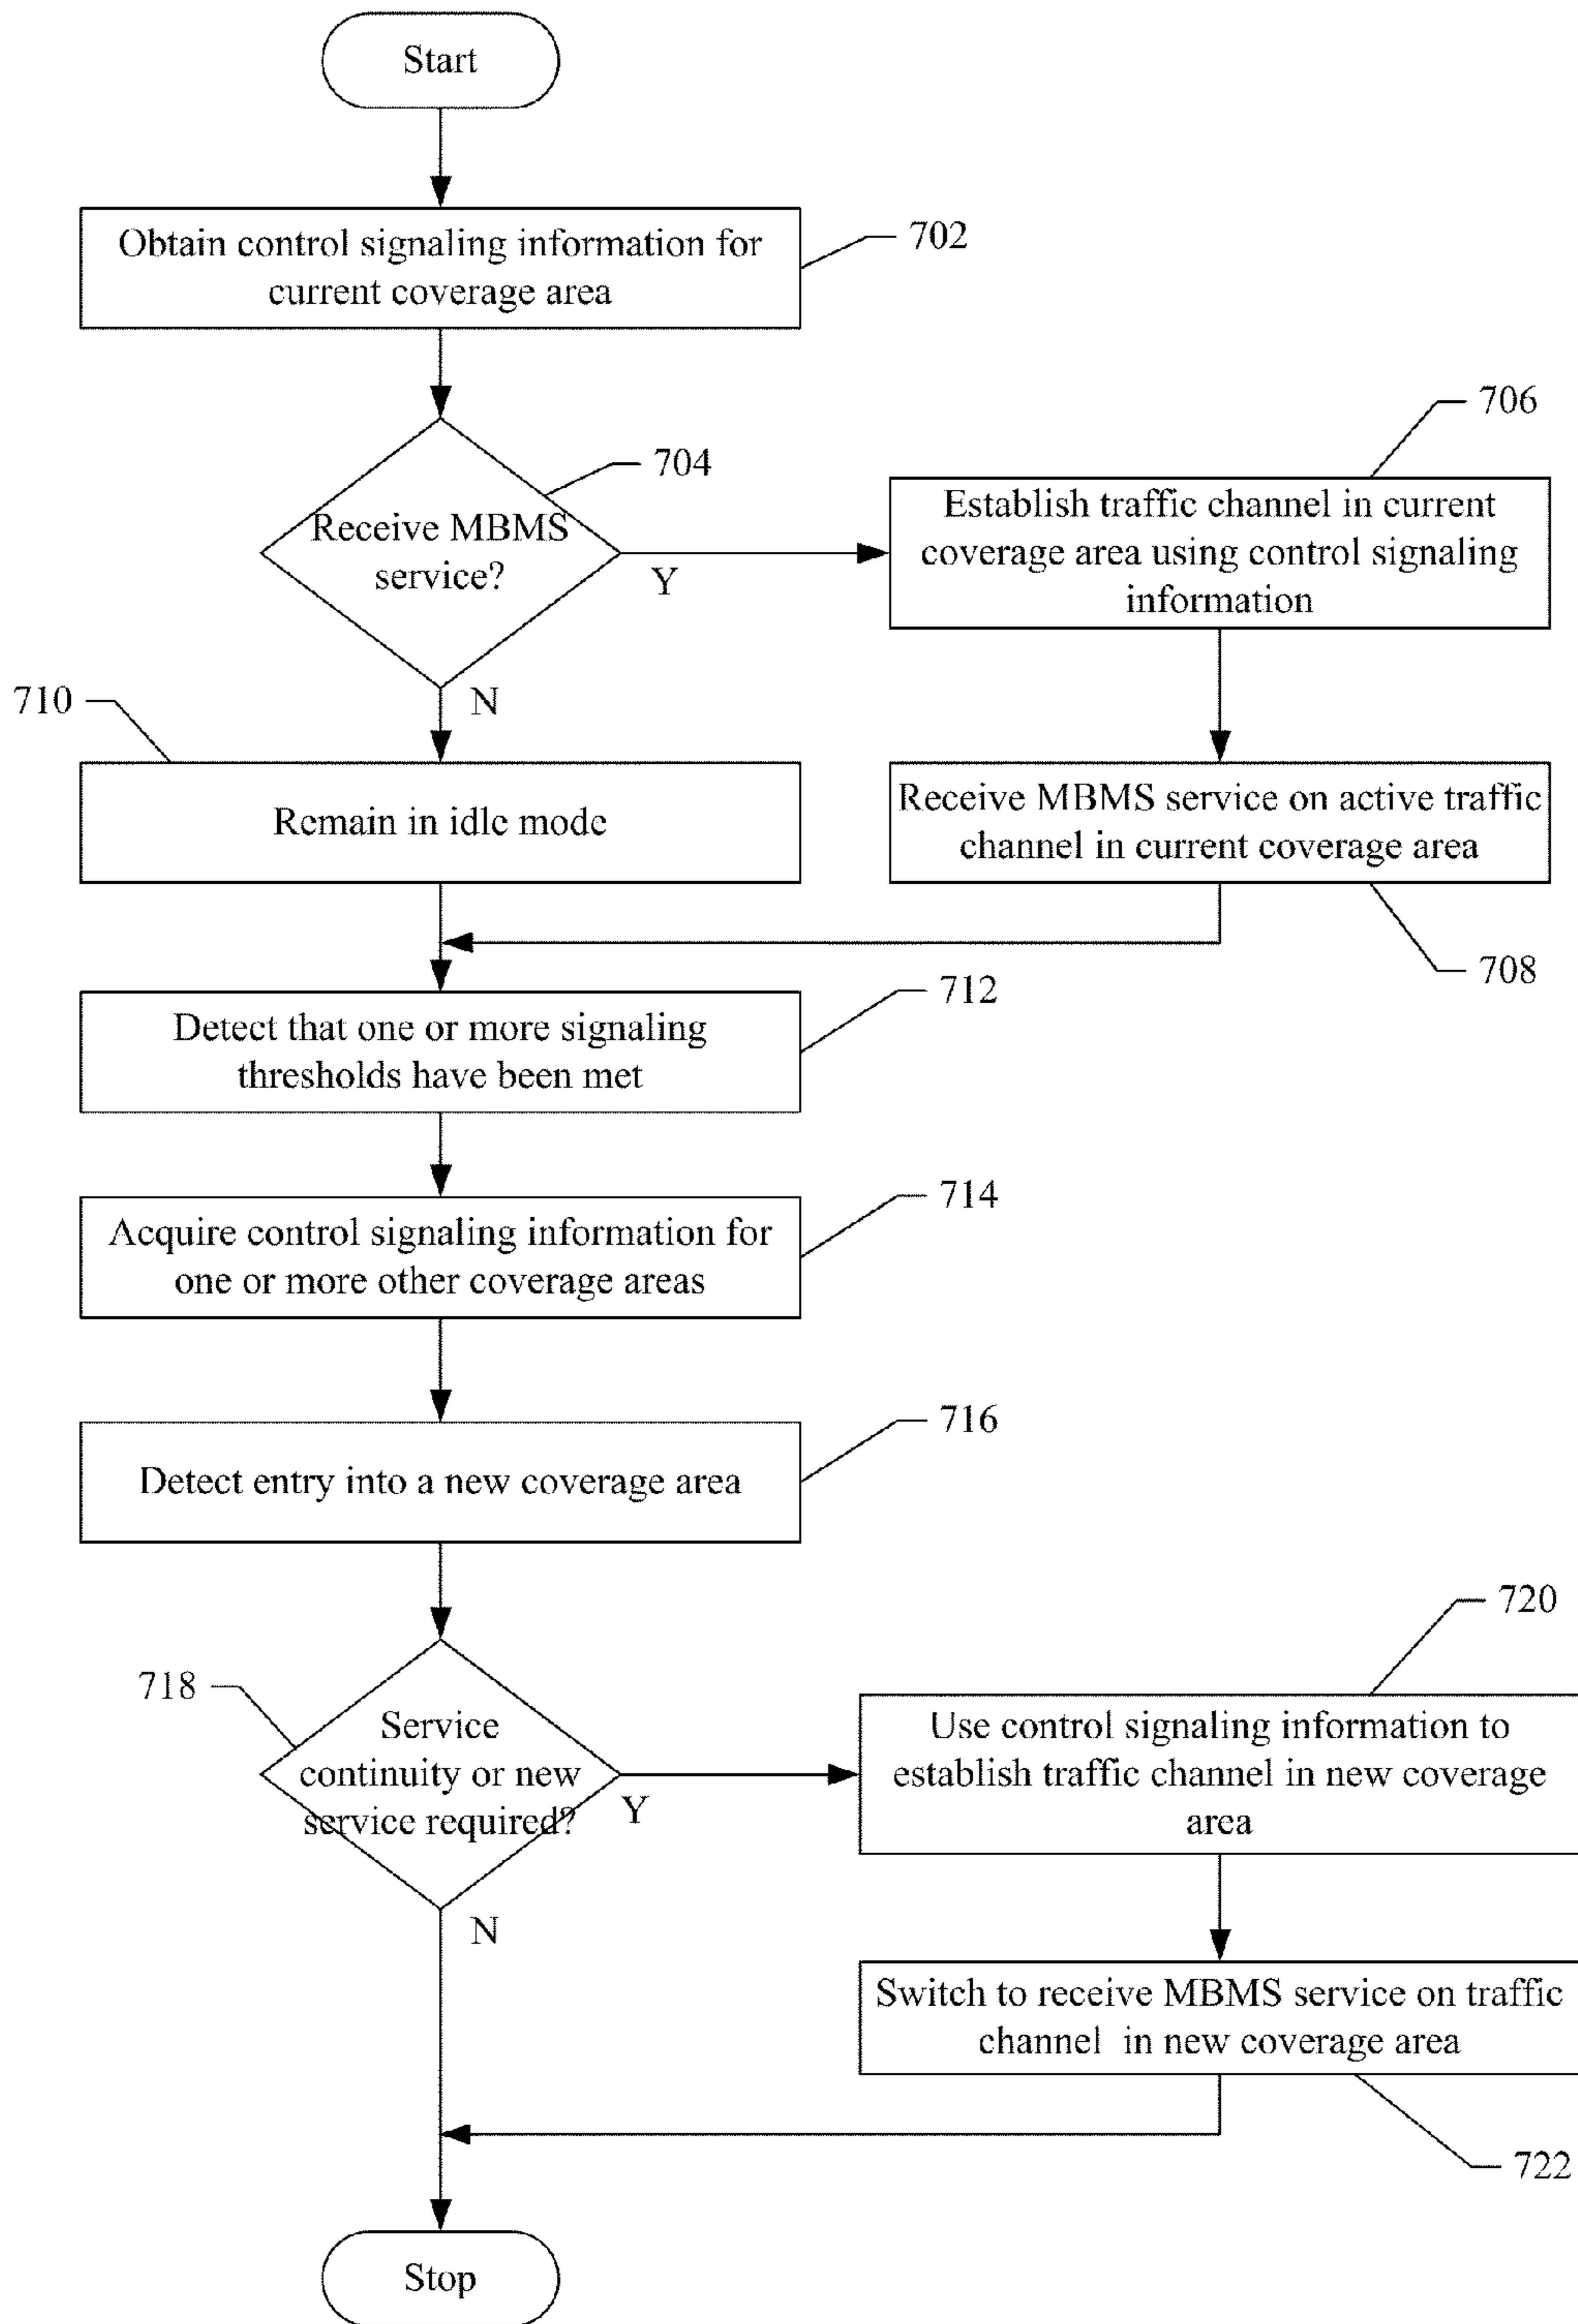 Start
Obtain control signaling information for
current coverage area
702
704
Receive MBMS
service?
Y
N
706
Establish traffic channel in current
coverage area using control signaling
information
710
Remain in idle mode
Receive MBMS service on active traffic
channel in current coverage area
708
712
Detect that one or more signaling
thresholds have been met
714
Acquire control signaling information for
one or more other coverage areas
716
Detect entry into a new coverage area
718
Service
continuity or new
service required?
Y
N
720
Use control signaling information to
establish traffic channel in new coverage
area
Switch to receive MBMS service on traffic
channel in new coverage area
722
Stop